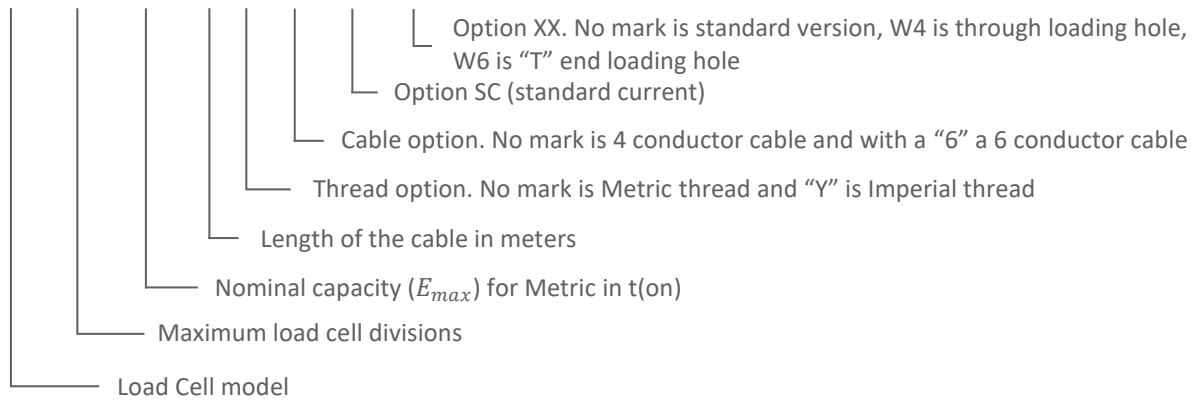 Option XX. No mark is standard version, W4 is through loading hole,
W6 is “T” end loading hole
Option SC (standard current)
Cable option. No mark is 4 conductor cable and with a “6” a 6 conductor cable
Thread option. No mark is Metric thread and “Y” is Imperial thread
Length of the cable in meters
Nominal capacity (𝐸𝑚𝑎𝑥) for Metric in t(on)
Maximum load cell divisions
Load Cell model